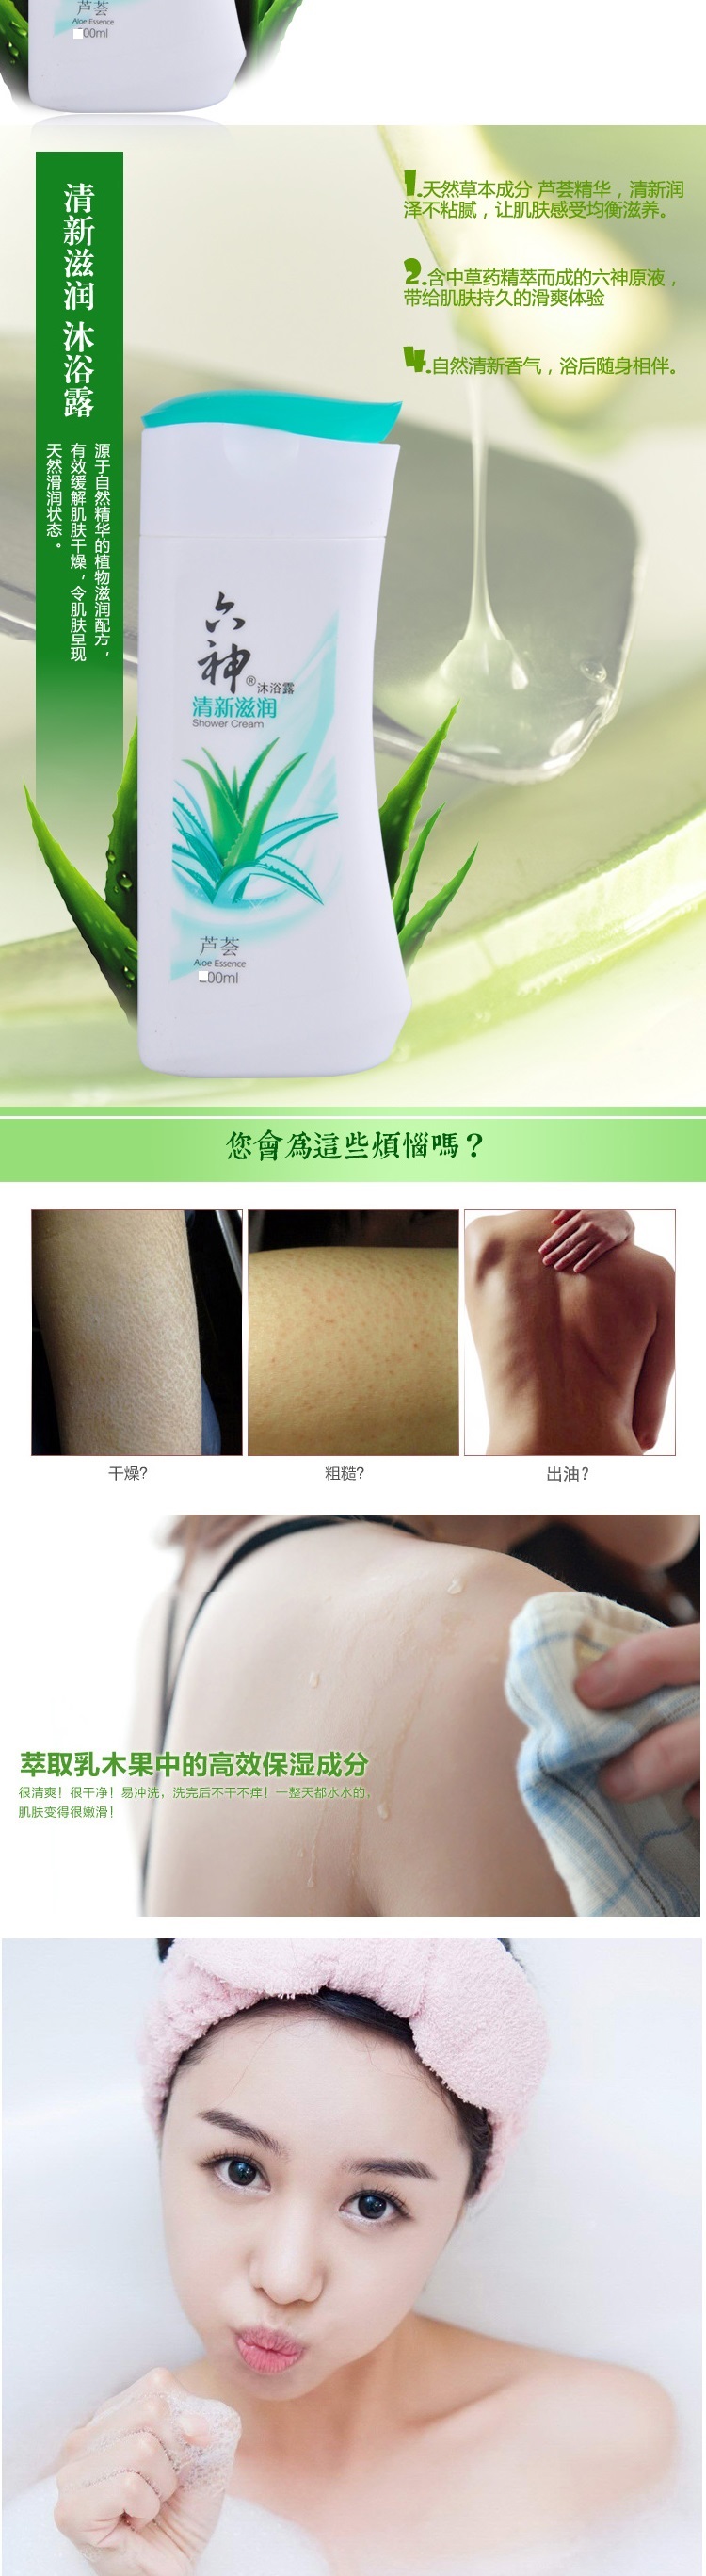 芦荟
Aloe Essence
00ml
清新滋润 沐浴露
源于自然精华的植物滋润配方，
有效缓解肌肤干燥，令肌肤呈现
天然滑润状态。
1.天然草本成分 芦荟精华，清新润
泽不粘腻，让肌肤感受均衡滋养。
2.含中草药精萃而成的六神原液，
带给肌肤持久的滑爽体验
4.自然清新香气，浴后随身相伴。
六神®沐浴露
清新滋润
Shower Cream
芦荟
Aloe Essence
00ml
您會為這些煩惱嗎？
干燥?
粗糙?
出油?
萃取乳木果中的高效保湿成分
很清爽！很干净！易冲洗，洗完后不干不痒！一整天都水水的，
肌肤变得很嫩滑！